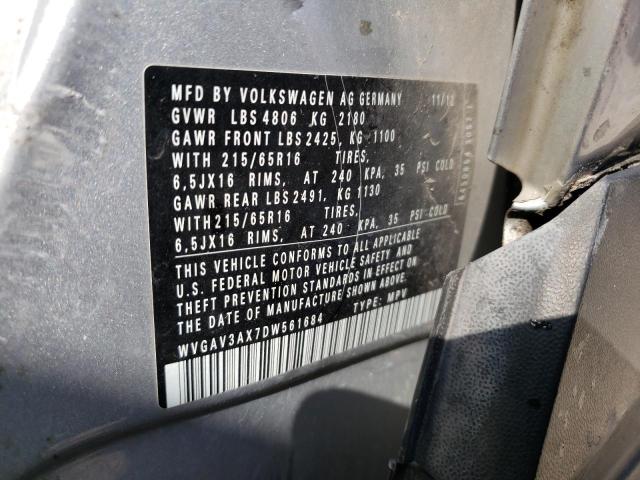 MFD BY VOLKSWAGEN AG GERMANY 11/12
GVWR LBS 4806 KG 2180
GAWR FRONT LBS 2425, KG 1100
WITH 215/65R16 TIRES,
6,5JX16 RIMS, AT 240 KPA, 35 PSI COLD
GAWR REAR LBS 2491, KG 1130
WITH 215/65R16 TIRES,
6,5JX16 RIMS, AT 240 KPA, 35 PSI COLD
THIS VEHICLE CONFORMS TO ALL APPLICABLE
U.S. FEDERAL MOTOR VEHICLE SAFETY AND
THEFT PREVENTION STANDARDS IN EFFECT ON
THE DATE OF MANUFACTURE SHOWN ABOVE.
WVGAV3AX7DW561684 TYPE: MPV